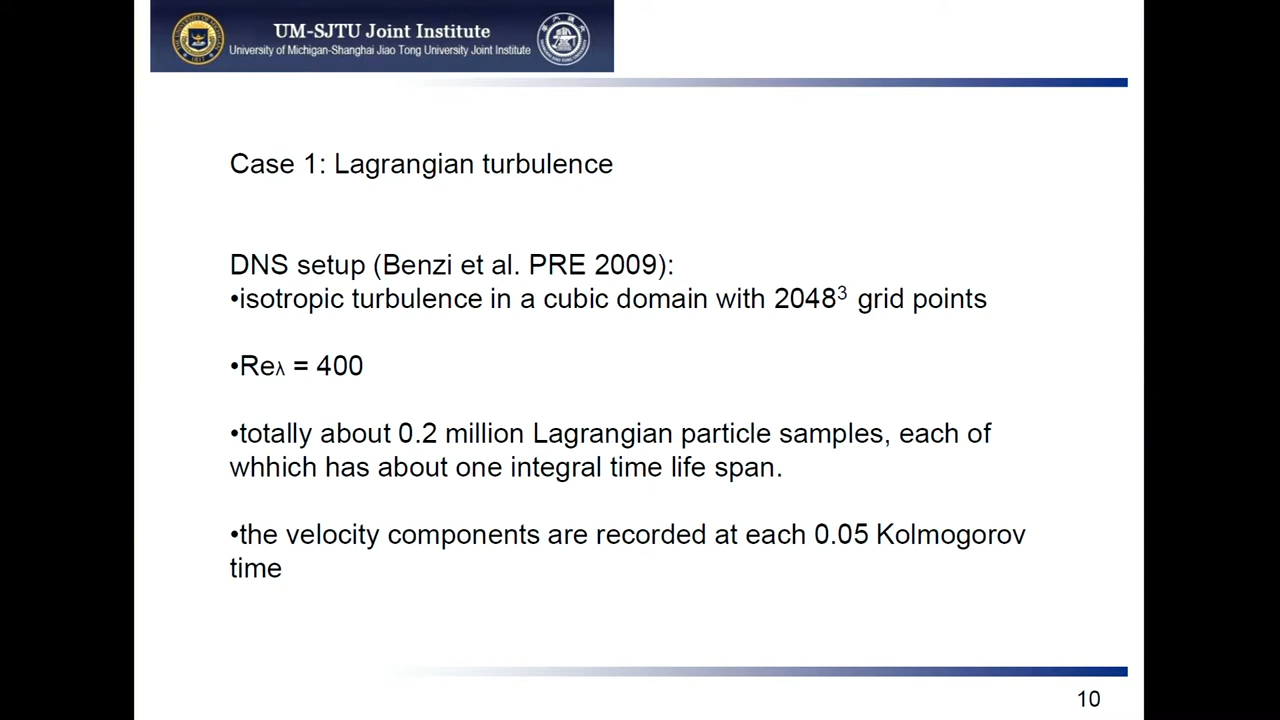 UM-SJTU Joint Institute
University of Michigan-Shanghai Jiao Tong University Joint Institute
Case 1: Lagrangian turbulence
DNS setup (Benzi et al. PRE 2009):
•isotropic turbulence in a cubic domain with 2048³ grid points
•Reλ = 400
•totally about 0.2 million Lagrangian particle samples, each of
whhich has about one integral time life span.
•the velocity components are recorded at each 0.05 Kolmogorov
time
10